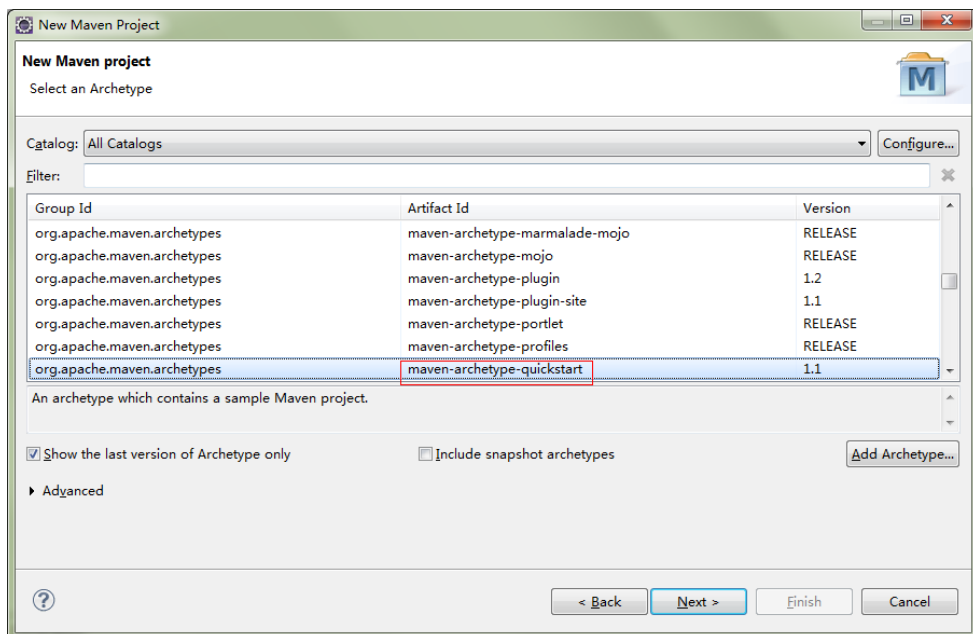 New Maven Project
New Maven project
Select an Archetype
M
Catalog: All Catalogs Configure...
Filter:
Group Id Artifact Id Version
org.apache.maven.archetypes maven-archetype-marmalade-mojo RELEASE
org.apache.maven.archetypes maven-archetype-mojo RELEASE
org.apache.maven.archetypes maven-archetype-plugin 1.2
org.apache.maven.archetypes maven-archetype-plugin-site 1.1
org.apache.maven.archetypes maven-archetype-portlet RELEASE
org.apache.maven.archetypes maven-archetype-profiles RELEASE
org.apache.maven.archetypes maven-archetype-quickstart 1.1
An archetype which contains a sample Maven project.
Show the last version of Archetype only Include snapshot archetypes Add Archetype...
Advanced
? < Back Next > Finish Cancel